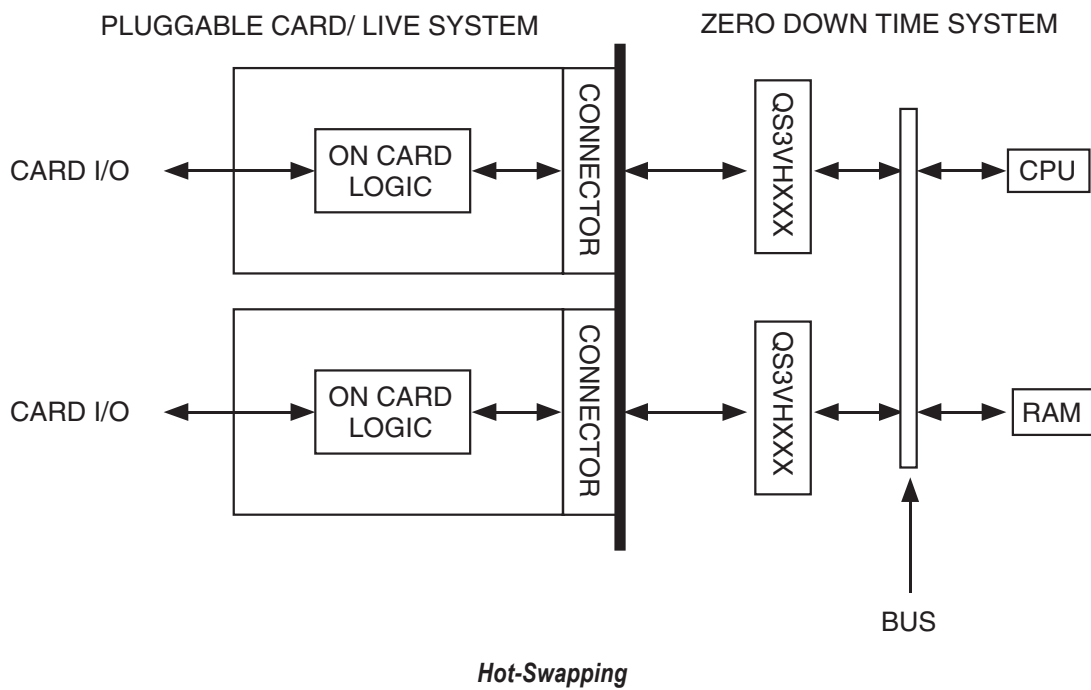 PLUGGABLE CARD/ LIVE SYSTEM
ZERO DOWN TIME SYSTEM
CARD I/O
ON CARD
LOGIC
CONNECTOR
QS3VHXXX
CPU
CARD I/O
ON CARD
LOGIC
CONNECTOR
QS3VHXXX
RAM
BUS
Hot-Swapping